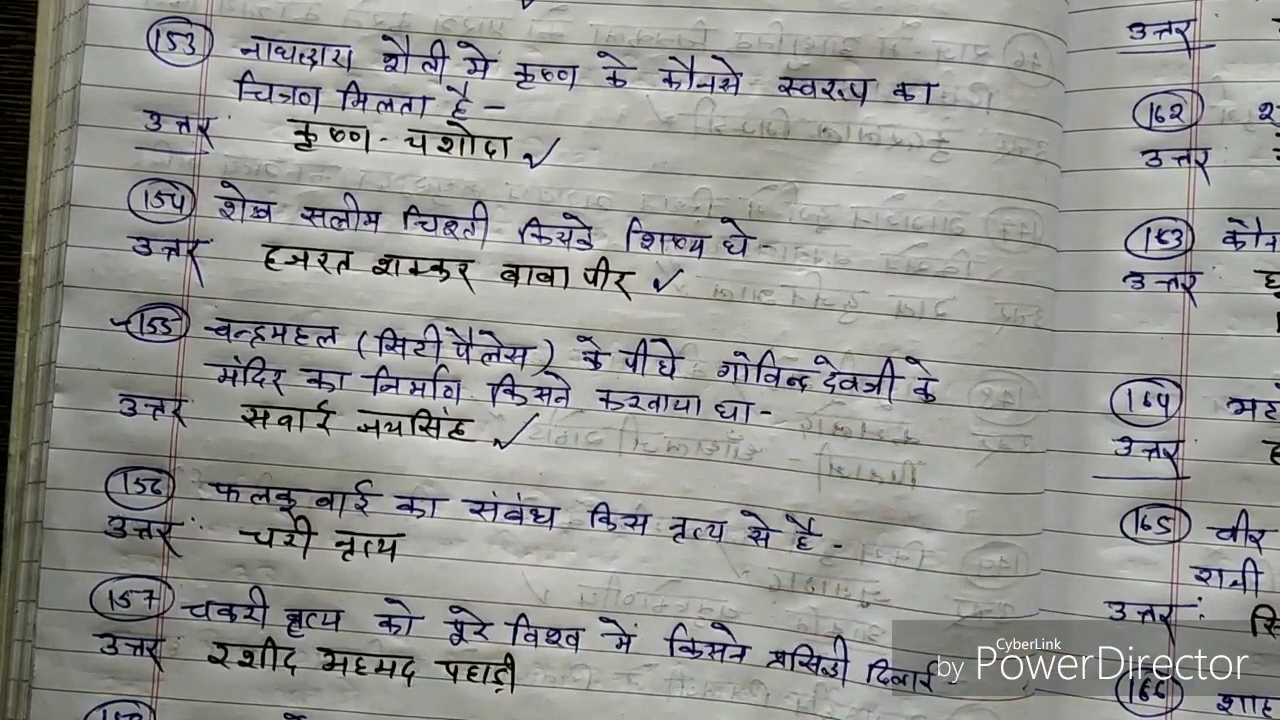 153 नाथद्वारा शैली मे कृष्ण के कौनसे स्वरूप का
चित्रण मिलता है -
उत्तर कृष्ण - यशोदा ✓
154 शेख सलीम चिश्ती किसके शिष्य थे -
उत्तर हजरत शक्कर बाबा पीर ✓
155 चन्द्रमहल (सिटी पैलेस) के पीछे गोविन्द देवजी के
मंदिर का निर्माण किसने करवाया था -
उत्तर सवाई जयसिंह ✓
156 फलकू बाई का संबंध किस नृत्य से है -
उत्तर चरी नृत्य
157 चकरी नृत्य को पूरे विश्व में किसने प्रसिद्धी दिलाई -
उत्तर रशीद अहमद पहाड़ी
उत्तर
162
उत्तर
163 कौन
उत्तर
164
उत्तर
165 वीर
रानी
उत्तर :
166 शाह
by CyberLink PowerDirector